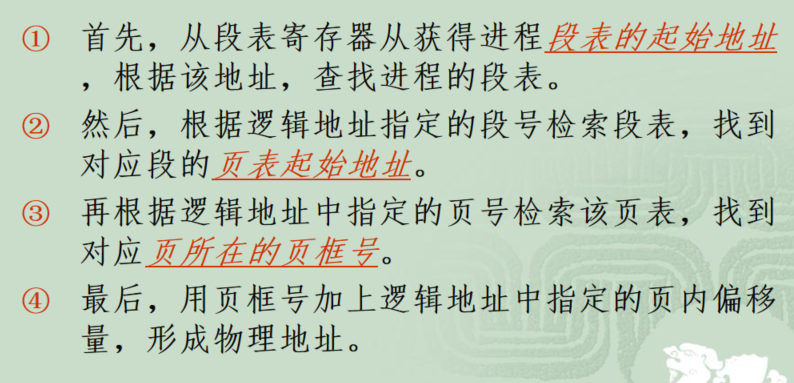 ① 首先，从段表寄存器从获得进程段表的起始地址
，根据该地址，查找进程的段表。
② 然后，根据逻辑地址指定的段号检索段表，找到
对应段的页表起始地址。
③ 再根据逻辑地址中指定的页号检索该页表，找到
对应页所在的页框号。
④ 最后，用页框号加上逻辑地址中指定的页内偏移
量，形成物理地址。